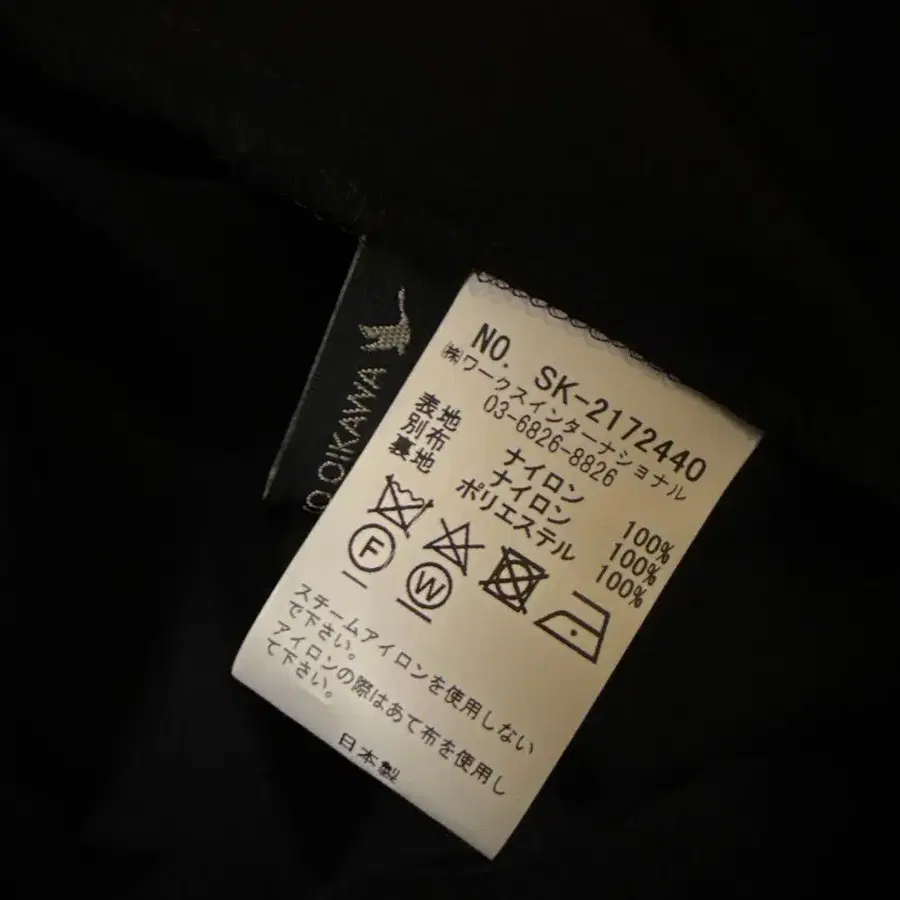 IO OIKAWA
NO. SK-2172440
㈱ワークスインターナショナル
03-6826-8826
表地 ナイロン 100%
別布 ナイロン 100%
裏地 ポリエステル 100%
F
W
スチームアイロンを使用しない
で下さい。
アイロンの際はあて布を使用し
て下さい。
日本製